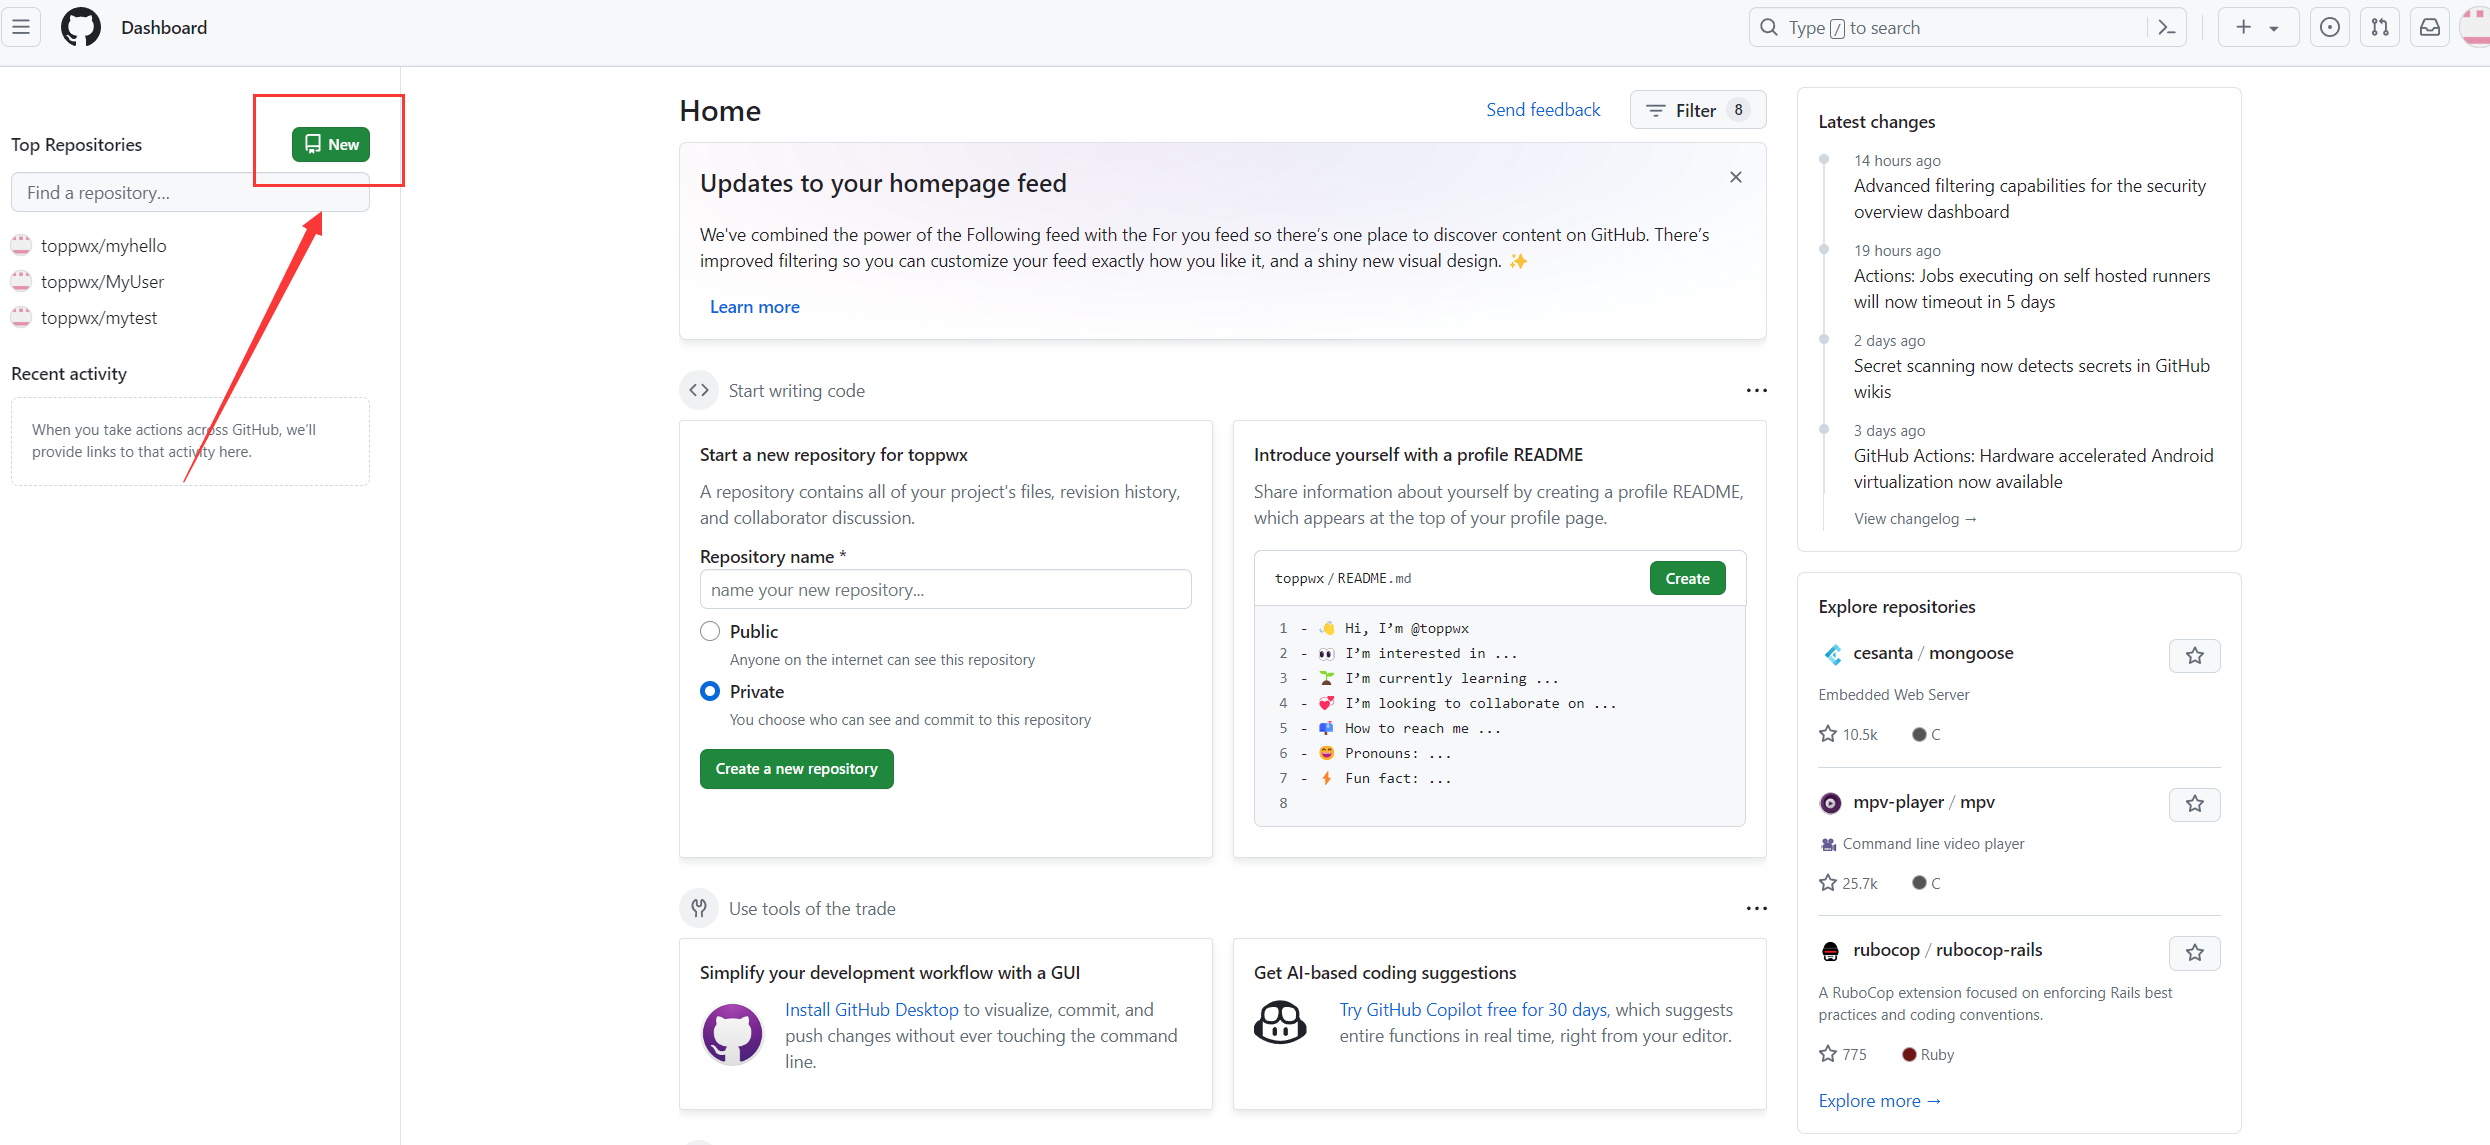 Dashboard
Type / to search
Top Repositories
New
Find a repository...
toppwx/myhello
toppwx/MyUser
toppwx/mytest
Recent activity
When you take actions across GitHub, we'll
provide links to that activity here.
Home
Send feedback
Filter 8
Updates to your homepage feed
We've combined the power of the Following feed with the For you feed so there's one place to discover content on GitHub. There's
improved filtering so you can customize your feed exactly how you like it, and a shiny new visual design. ✨
Learn more
Start writing code
Start a new repository for toppwx
A repository contains all of your project's files, revision history,
and collaborator discussion.
Repository name *
name your new repository...
Public
Anyone on the internet can see this repository
Private
You choose who can see and commit to this repository
Create a new repository
Introduce yourself with a profile README
Share information about yourself by creating a profile README,
which appears at the top of your profile page.
toppwx / README.md
Create
1 - 👋 Hi, I'm @toppwx
2 - 👀 I'm interested in ...
3 - 🌱 I'm currently learning ...
4 - 💞️ I'm looking to collaborate on ...
5 - 📫 How to reach me ...
6 - 😄 Pronouns: ...
7 - ⚡ Fun fact: ...
8
Use tools of the trade
Simplify your development workflow with a GUI
Install GitHub Desktop to visualize, commit, and
push changes without ever touching the command
line.
Get AI-based coding suggestions
Try GitHub Copilot free for 30 days, which suggests
entire functions in real time, right from your editor.
Latest changes
14 hours ago
Advanced filtering capabilities for the security
overview dashboard
19 hours ago
Actions: Jobs executing on self hosted runners
will now timeout in 5 days
2 days ago
Secret scanning now detects secrets in GitHub
wikis
3 days ago
GitHub Actions: Hardware accelerated Android
virtualization now available
View changelog →
Explore repositories
cesanta / mongoose
Embedded Web Server
10.5k C
mpv-player / mpv
🎥 Command line video player
25.7k C
rubocop / rubocop-rails
A RuboCop extension focused on enforcing Rails best
practices and coding conventions.
775 Ruby
Explore more →